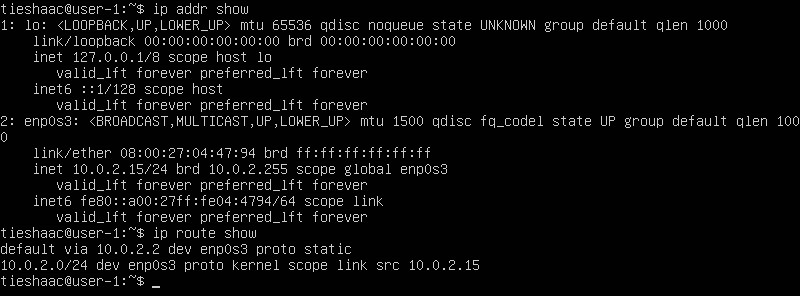 tieshaac@user-1:~$ ip addr show
1: lo: <LOOPBACK,UP,LOWER_UP> mtu 65536 qdisc noqueue state UNKNOWN group default qlen 1000
    link/loopback 00:00:00:00:00:00 brd 00:00:00:00:00:00
    inet 127.0.0.1/8 scope host lo
       valid_lft forever preferred_lft forever
    inet6 ::1/128 scope host
       valid_lft forever preferred_lft forever
2: enp0s3: <BROADCAST,MULTICAST,UP,LOWER_UP> mtu 1500 qdisc fq_codel state UP group default qlen 100
0
    link/ether 08:00:27:04:47:94 brd ff:ff:ff:ff:ff:ff
    inet 10.0.2.15/24 brd 10.0.2.255 scope global enp0s3
       valid_lft forever preferred_lft forever
    inet6 fe80::a00:27ff:fe04:4794/64 scope link
       valid_lft forever preferred_lft forever
tieshaac@user-1:~$ ip route show
default via 10.0.2.2 dev enp0s3 proto static
10.0.2.0/24 dev enp0s3 proto kernel scope link src 10.0.2.15
tieshaac@user-1:~$ _